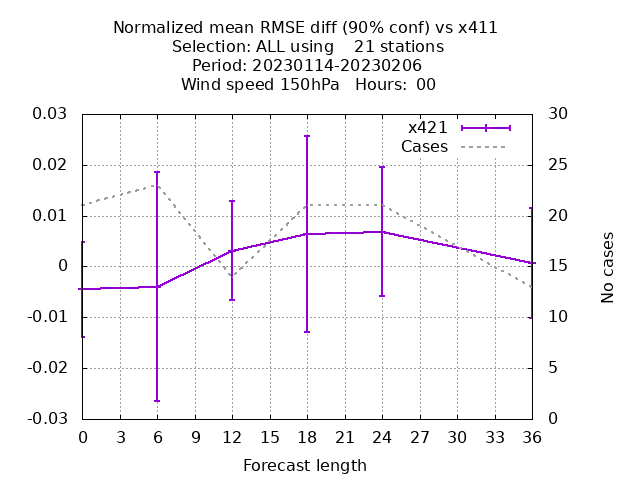 Normalized mean RMSE diff (90% conf) vs x411
Selection: ALL using    21 stations
Period: 20230114-20230206
Wind speed 150hPa   Hours:  00
0.03
0.02
0.01
0
-0.01
-0.02
-0.03
30
25
20
15
10
5
0
x421
Cases
No cases
0 3 6 9 12 15 18 21 24 27 30 33 36
Forecast length